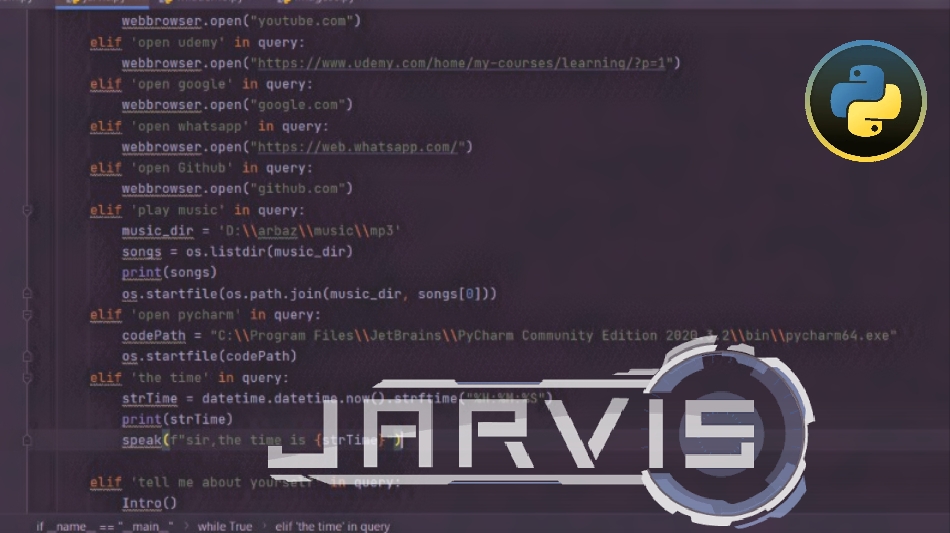 webbrowser.open("youtube.com")
elif 'open udemy' in query:
webbrowser.open("https://www.udemy.com/home/my-courses/learning/?p=1")
elif 'open google' in query:
webbrowser.open("google.com")
elif 'open whatsapp' in query:
webbrowser.open("https://web.whatsapp.com/")
elif 'open Github' in query:
webbrowser.open("github.com")
elif 'play music' in query:
music_dir = 'D:\\arbaz\\music\\mp3'
songs = os.listdir(music_dir)
print(songs)
os.startfile(os.path.join(music_dir, songs[0]))
elif 'open pycharm' in query:
codePath = "C:\\Program Files\\JetBrains\\PyCharm Community Edition 2020.3.2\\bin\\pycharm64.exe"
os.startfile(codePath)
elif 'the time' in query:
strTime = datetime.datetime.now().strftime("%H:%M:%S")
print(strTime)
speak(f"sir,the time is {strTime}")
JARVIS
elif 'tell me about yourself' in query:
Intro()
if __name__ == "__main__" > while True > elif 'the time' in query